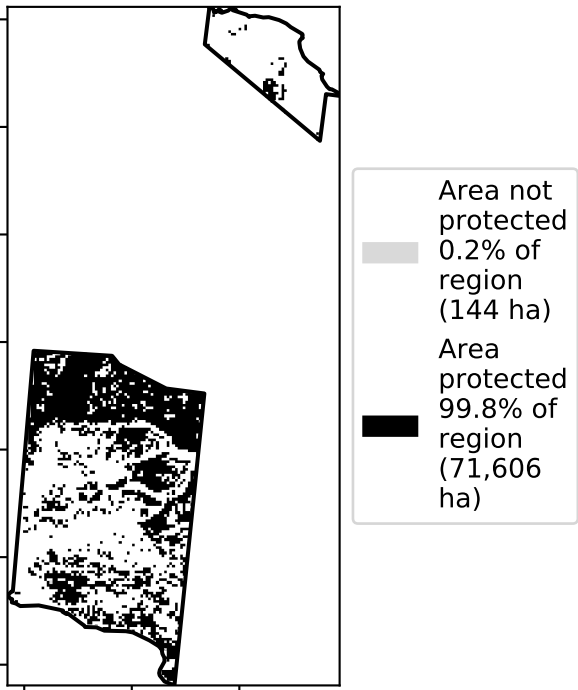 Area not
protected
0.2% of
region
(144 ha)
Area
protected
99.8% of
region
(71,606
ha)